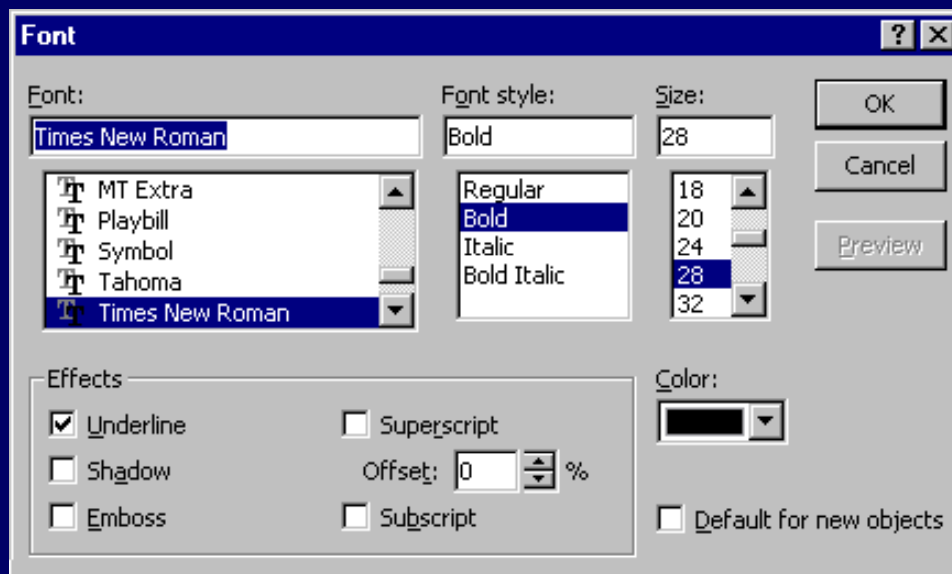 Font
Font: Font style: Size:
Times New Roman Bold 28 OK
MT Extra Regular 18 Cancel
Playbill Bold 20
Symbol Italic 24 Preview
Tahoma Bold Italic 28
Times New Roman 32
Effects Color:
Underline Superscript
Shadow Offset: 0 %
Emboss Subscript Default for new objects